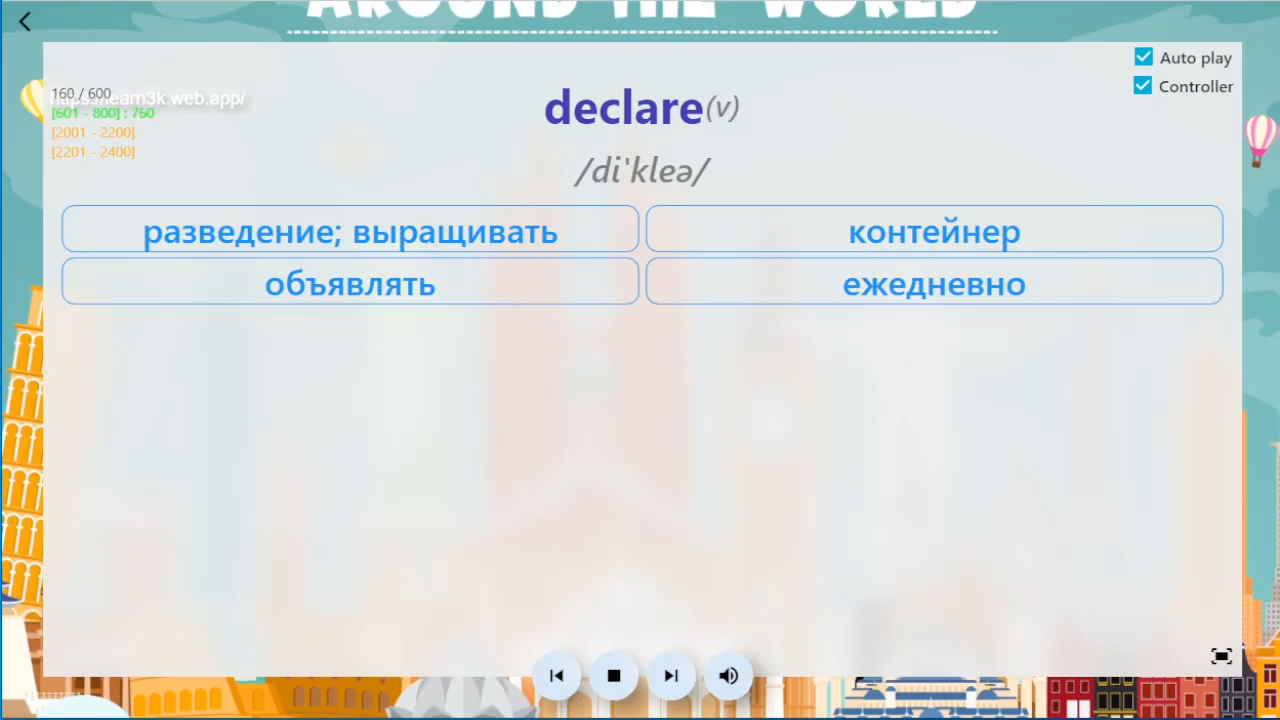 AROUND THE WORLD
Auto play
Controller
160 / 600
https://learn3k.web.app/
[601 - 800] : 760
[2001 - 2200]
[2201 - 2400]
declare(v)
/di'kleə/
разведение; выращивать
контейнер
объявлять
ежедневно